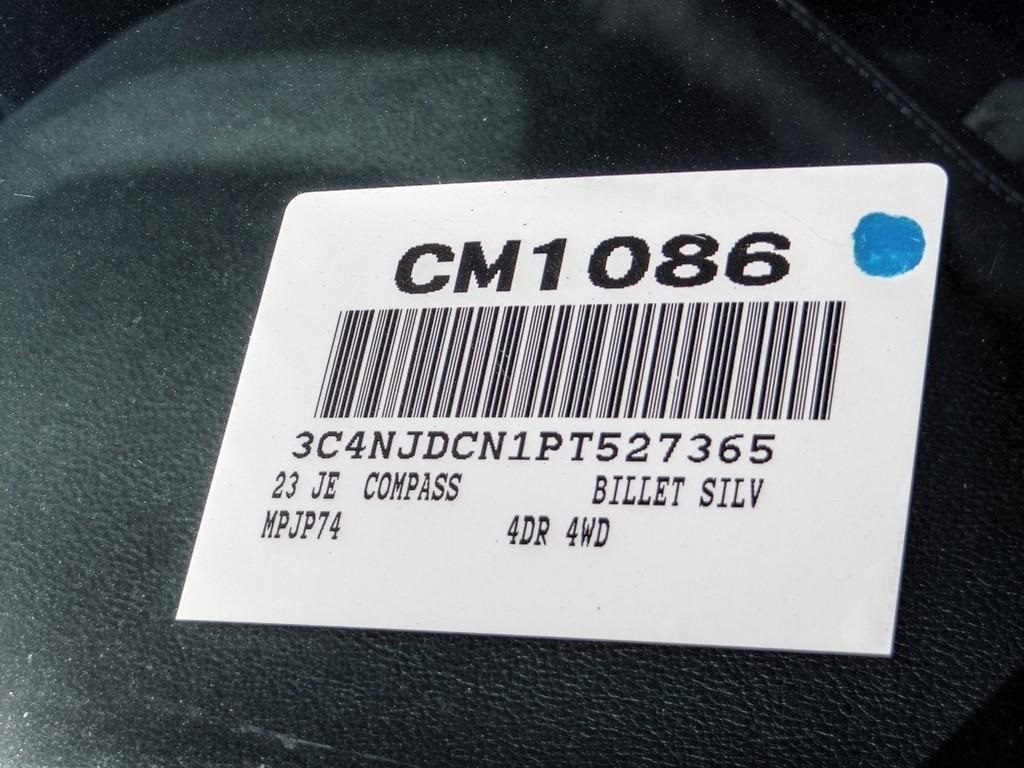 CM1086
3C4NJDCN1PT527365
23 JE COMPASS BILLET SILV
MPJP74 4DR 4WD